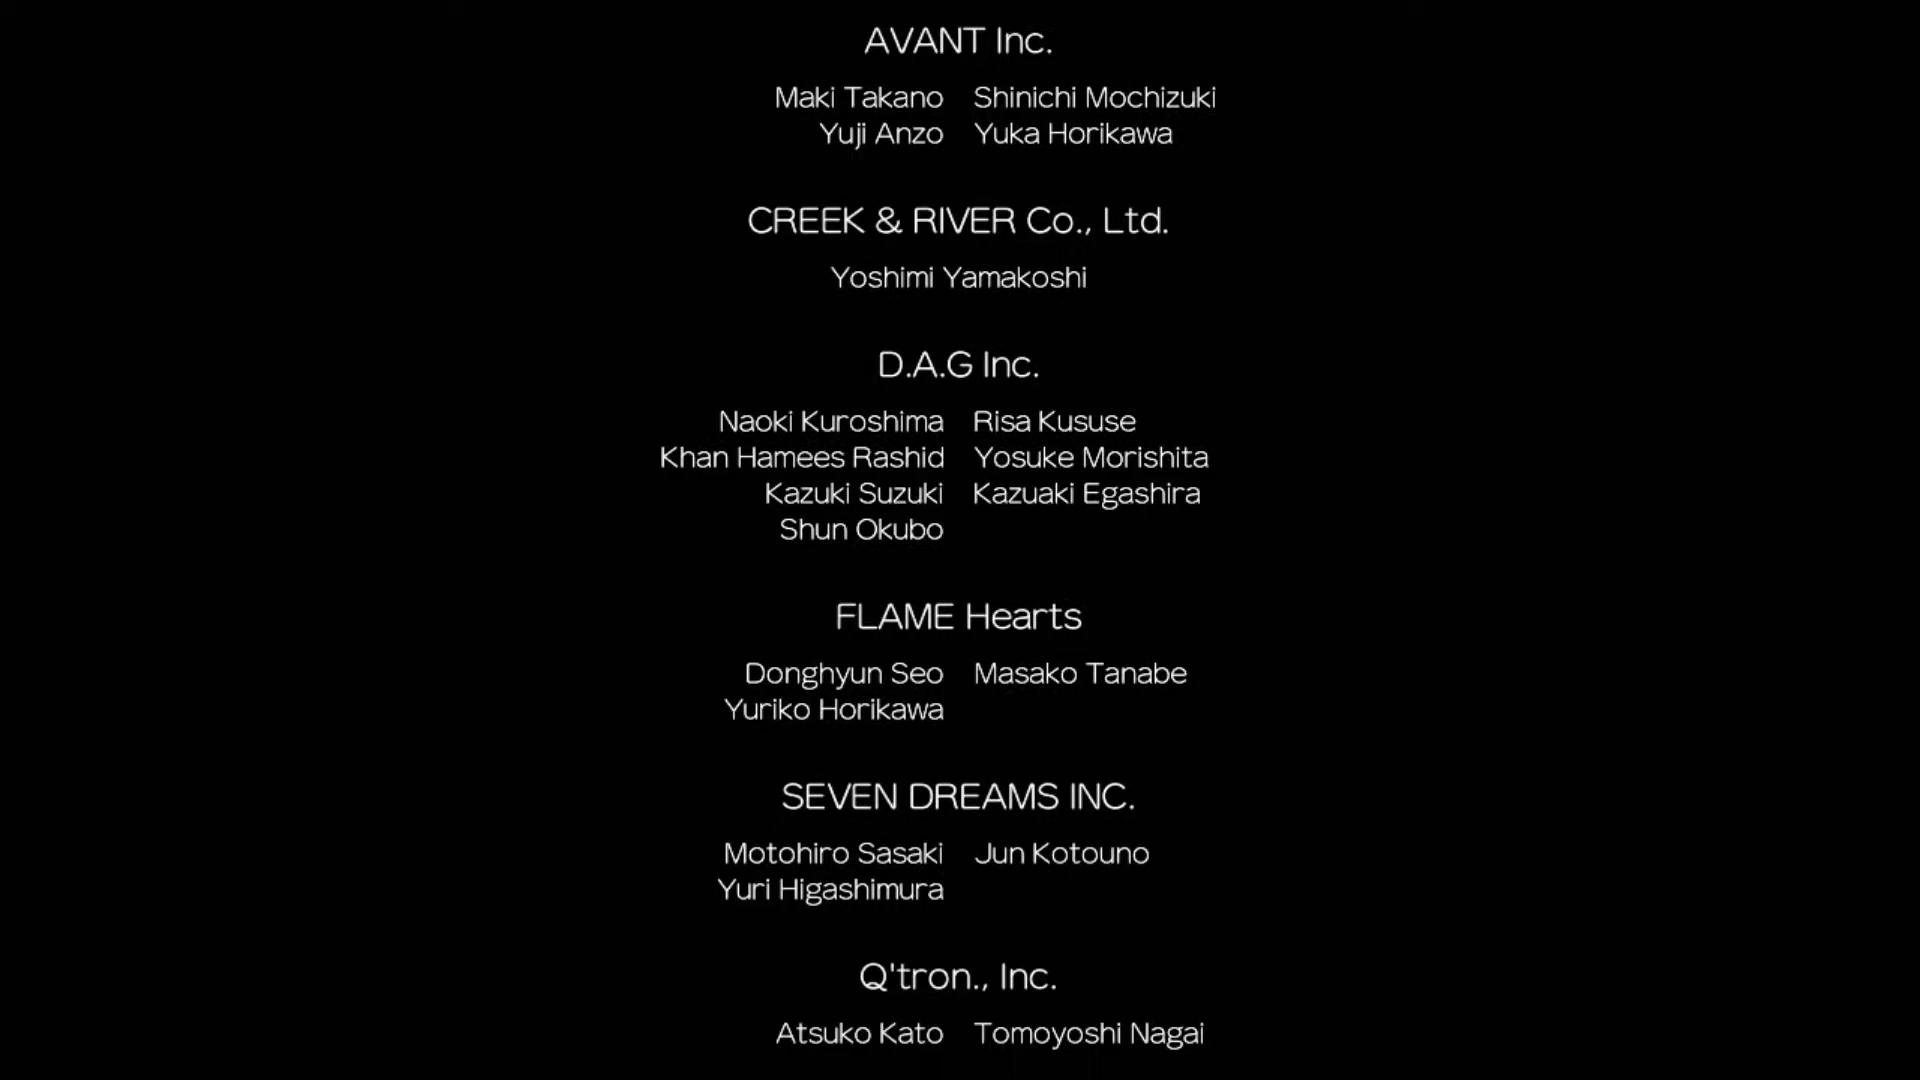 AVANT Inc.
Maki Takano Shinichi Mochizuki
Yuji Anzo Yuka Horikawa
CREEK & RIVER Co., Ltd.
Yoshimi Yamakoshi
D.A.G Inc.
Naoki Kuroshima Risa Kususe
Khan Hamees Rashid Yosuke Morishita
Kazuki Suzuki Kazuaki Egashira
Shun Okubo
FLAME Hearts
Donghyun Seo Masako Tanabe
Yuriko Horikawa
SEVEN DREAMS INC.
Motohiro Sasaki Jun Kotouno
Yuri Higashimura
Q'tron., Inc.
Atsuko Kato Tomoyoshi Nagai